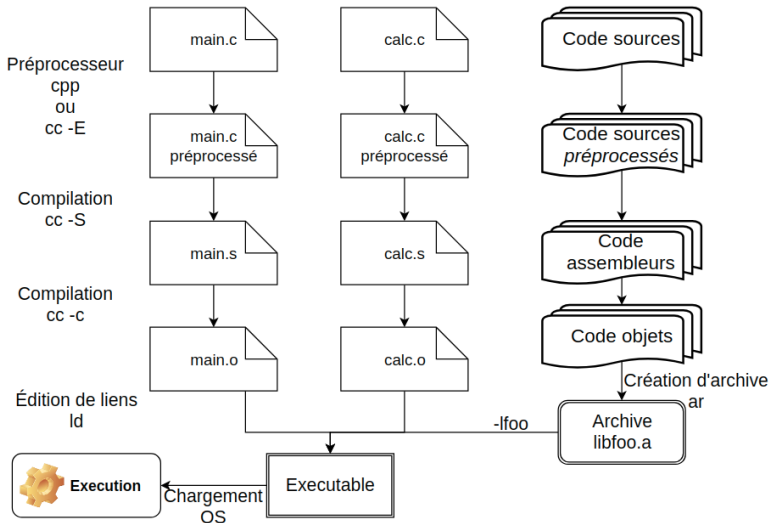 main.c
calc.c
Code sources
Préprocesseur
cpp
ou
cc -E
main.c
préprocessé
calc.c
préprocessé
Code sources
préprocessés
Compilation
cc -S
main.s
calc.s
Code
assembleurs
Compilation
cc -c
main.o
calc.o
Code objets
Création d'archive
ar
Édition de liens
ld
-lfoo
Archive
libfoo.a
Execution
Chargement
OS
Executable